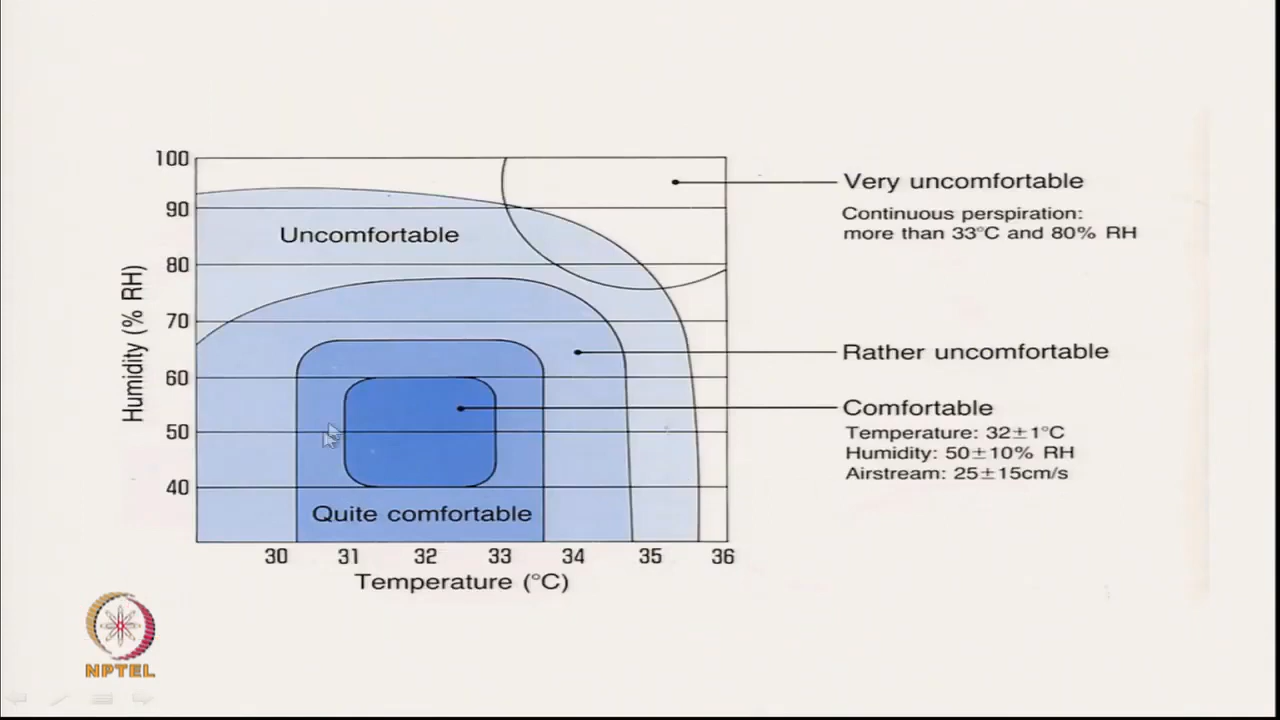 100
90
80
70
60
50
40
Humidity (% RH)
Uncomfortable
Quite comfortable
30 31 32 33 34 35 36
Temperature (°C)
Very uncomfortable
Continuous perspiration:
more than 33°C and 80% RH
Rather uncomfortable
Comfortable
Temperature: 32±1°C
Humidity: 50±10% RH
Airstream: 25±15cm/s
NPTEL